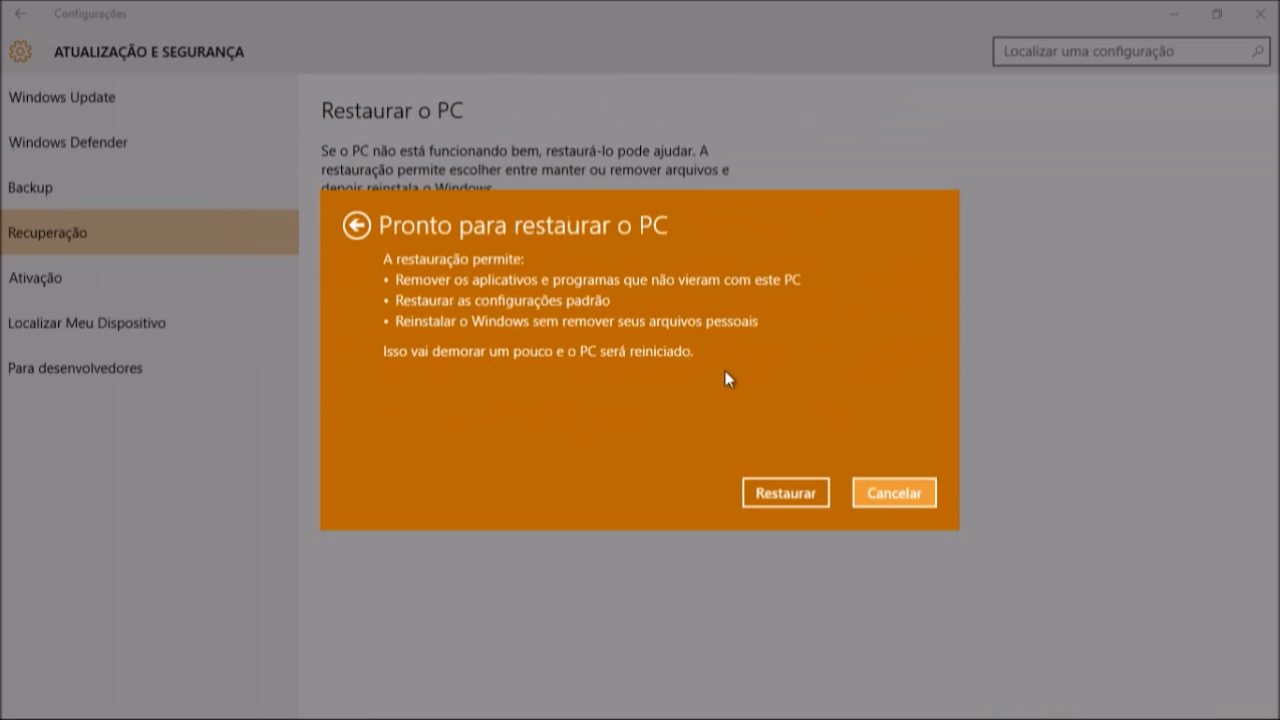 Configurações
ATUALIZAÇÃO E SEGURANÇA
Localizar uma configuração
Windows Update
Windows Defender
Backup
Recuperação
Ativação
Localizar Meu Dispositivo
Para desenvolvedores
Restaurar o PC
Se o PC não está funcionando bem, restaurá-lo pode ajudar. A
restauração permite escolher entre manter ou remover arquivos e
depois reinstala o Windows.
Pronto para restaurar o PC
A restauração permite:
• Remover os aplicativos e programas que não vieram com este PC
• Restaurar as configurações padrão
• Reinstalar o Windows sem remover seus arquivos pessoais
Isso vai demorar um pouco e o PC será reiniciado.
Restaurar
Cancelar